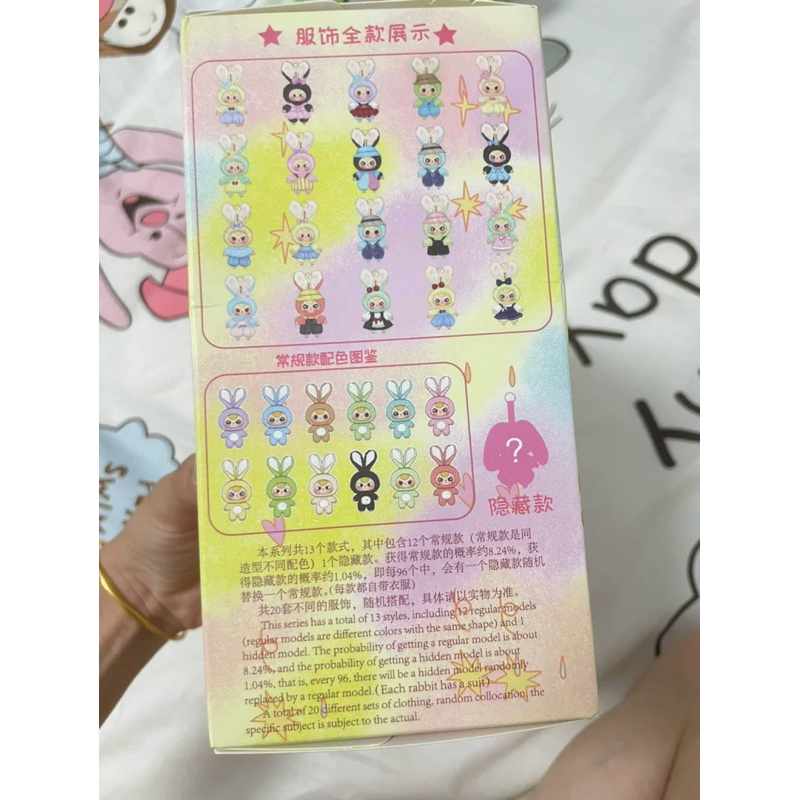 服饰全款展示
常规款配色图鉴
?
隐藏款
本系列共13个款式，其中包含12个常规款（常规款是同
造型不同配色）1个隐藏款。获得常规款的概率约8.24%，获
得隐藏款的概率约1.04%，即每96个中，会有一个隐藏款随机
替换一个常规款。(每款都自带衣服）
共20套不同的服饰，随机搭配，具体请以实物为准。
This series has a total of 13 styles, including 12 regular models
(regular models are different colors with the same shape) and 1
hidden model. The probability of getting a regular model is about
8.24%, and the probability of getting a hidden model is about
1.04%, that is, every 96, there will be a hidden model randomly
replaced by a regular model. (Each rabbit has a suit)
A total of 20 different sets of clothing, random collocation, the
specific subject is subject to the actual.
day